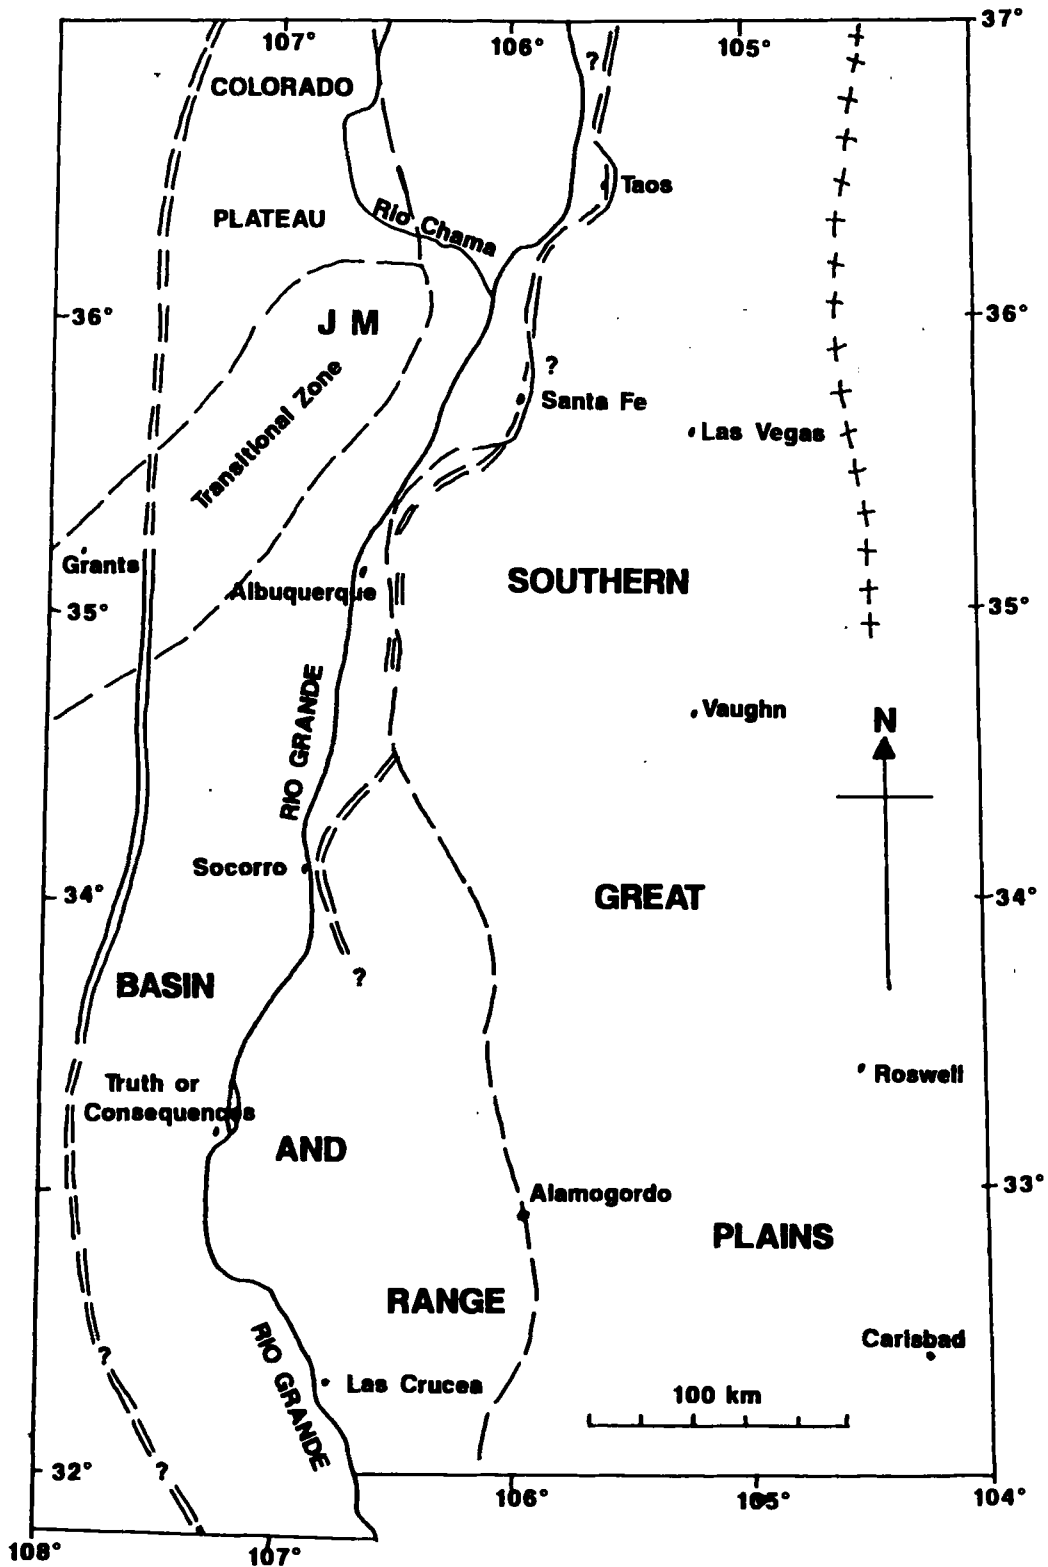 37°
107°
106°
105°
COLORADO
?
Taos
PLATEAU
Rio Chama
36°
J M
36°
Transitional Zone
?
Santa Fe
Las Vegas
Grants
Albuquerque
SOUTHERN
35°
35°
RIO GRANDE
Vaughn
N
Socorro
34°
GREAT
34°
BASIN
?
Truth or
Consequences
Roswell
AND
Alamogordo
33°
PLAINS
RANGE
?
RIO GRANDE
Carlsbad
Las Cruces
100 km
32°
?
106°
105°
104°
108°
107°